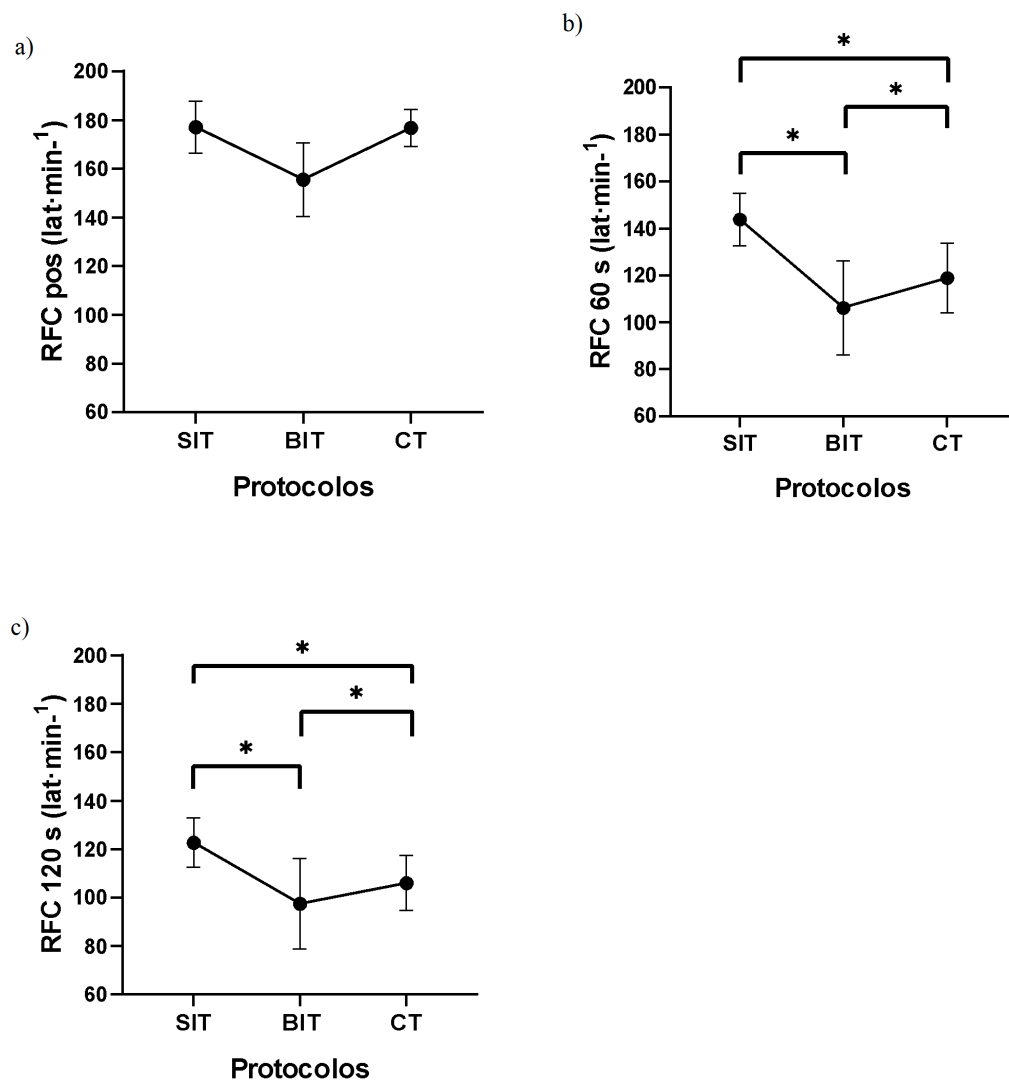 a)
200
180
160
140
120
100
80
60
RFC pos (lat·min-1)
SIT BIT CT
Protocolos
b)
*
*
*
200
180
160
140
120
100
80
60
RFC 60 s (lat·min-1)
SIT BIT CT
Protocolos
c)
*
*
*
200
180
160
140
120
100
80
60
RFC 120 s (lat·min-1)
SIT BIT CT
Protocolos